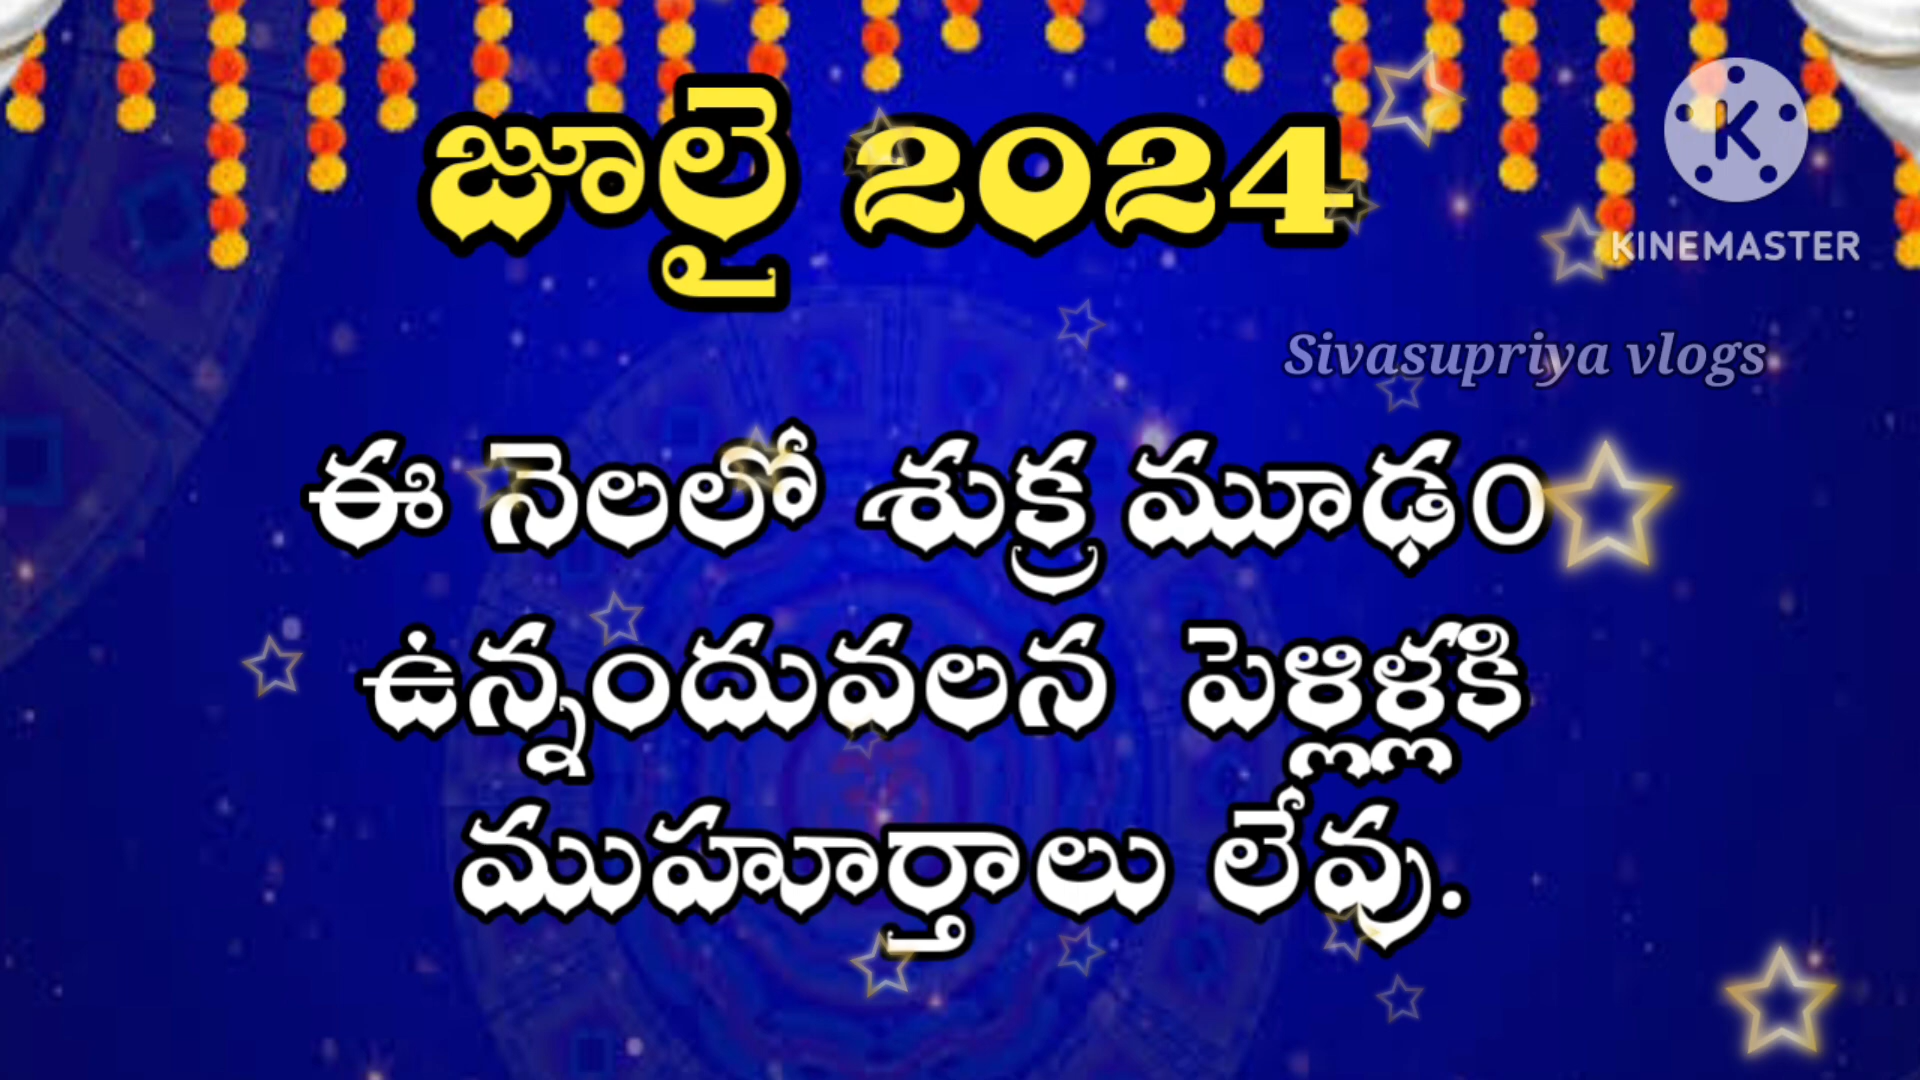 జూలై 2024
KINEMASTER
Sivasupriya vlogs
ఈ నెలలో శుక్ర మూఢం
ఉన్నందువలన పెళ్లిళ్లకి
ముహూర్తాలు లేవు.